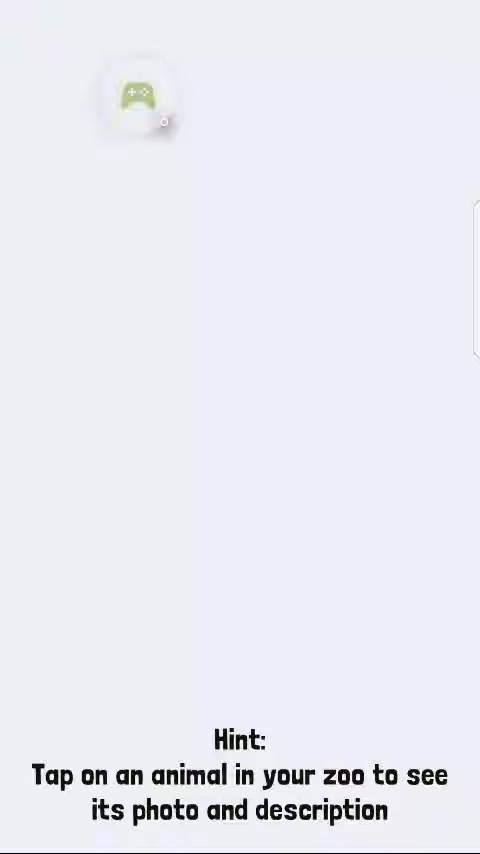 Hint:
Tap on an animal in your zoo to see
its photo and description